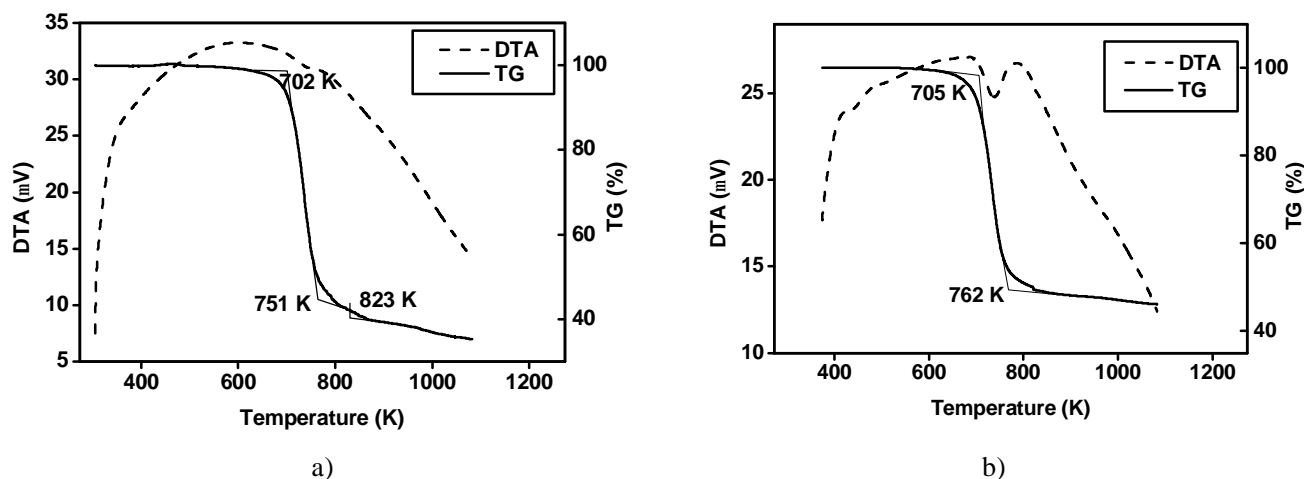 35
30
25
20
15
10
5
DTA (mV)
400
600
800
1000
1200
Temperature (K)
100
80
60
40
TG (%)
DTA
TG
702 K
751 K
823 K
a)
25
20
15
10
DTA (mV)
400
600
800
1000
1200
Temperature (K)
100
80
60
40
TG (%)
DTA
TG
705 K
762 K
b)